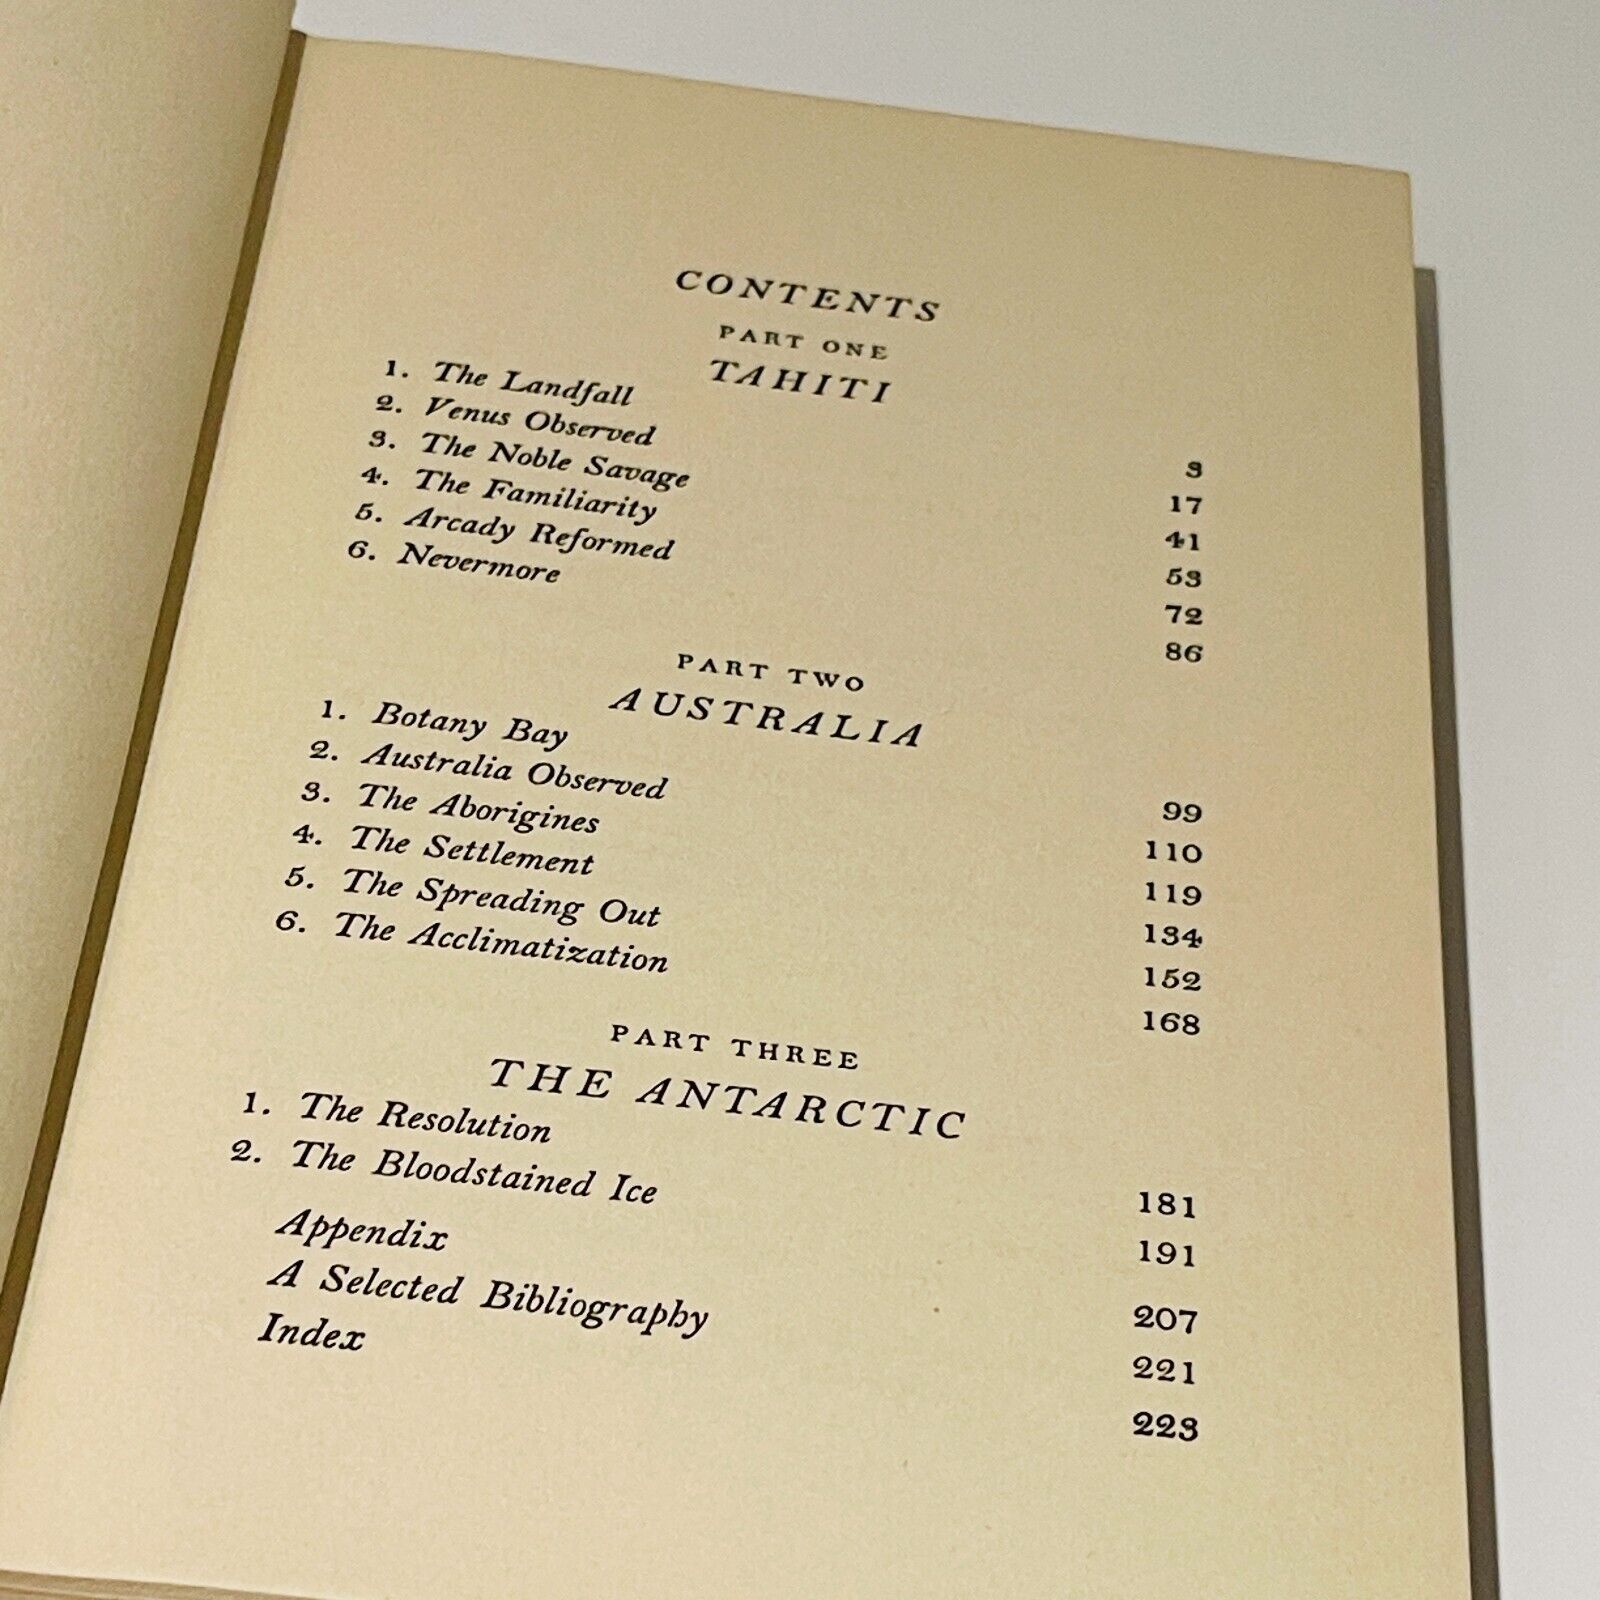 CONTENTS
PART ONE
TAHITI
1. The Landfall 3
2. Venus Observed 17
3. The Noble Savage 41
4. The Familiarity 53
5. Arcady Reformed 72
6. Nevermore 86
PART TWO
AUSTRALIA
1. Botany Bay 99
2. Australia Observed 110
3. The Aborigines 119
4. The Settlement 134
5. The Spreading Out 152
6. The Acclimatization 168
PART THREE
THE ANTARCTIC
1. The Resolution 181
2. The Bloodstained Ice 191
Appendix 207
A Selected Bibliography 221
Index 223